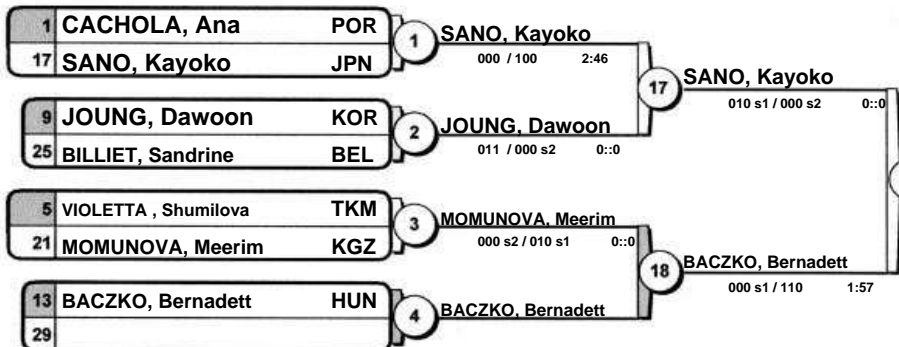 1 CACHOLA, Ana POR
17 SANO, Kayoko JPN
1
SANO, Kayoko
000 / 100 2:46
9 JOUNG, Dawoon KOR
25 BILLIET, Sandrine BEL
2
JOUNG, Dawoon
011 / 000 s2 0::0
17
SANO, Kayoko
010 s1 / 000 s2 0::0
5 VIOLETTA , Shumilova TKM
21 MOMUNOVA, Meerim KGZ
3
MOMUNOVA, Meerim
000 s2 / 010 s1 0::0
13 BACZKO, Bernadett HUN
29
4
BACZKO, Bernadett
18
BACZKO, Bernadett
000 s1 / 110 1:57